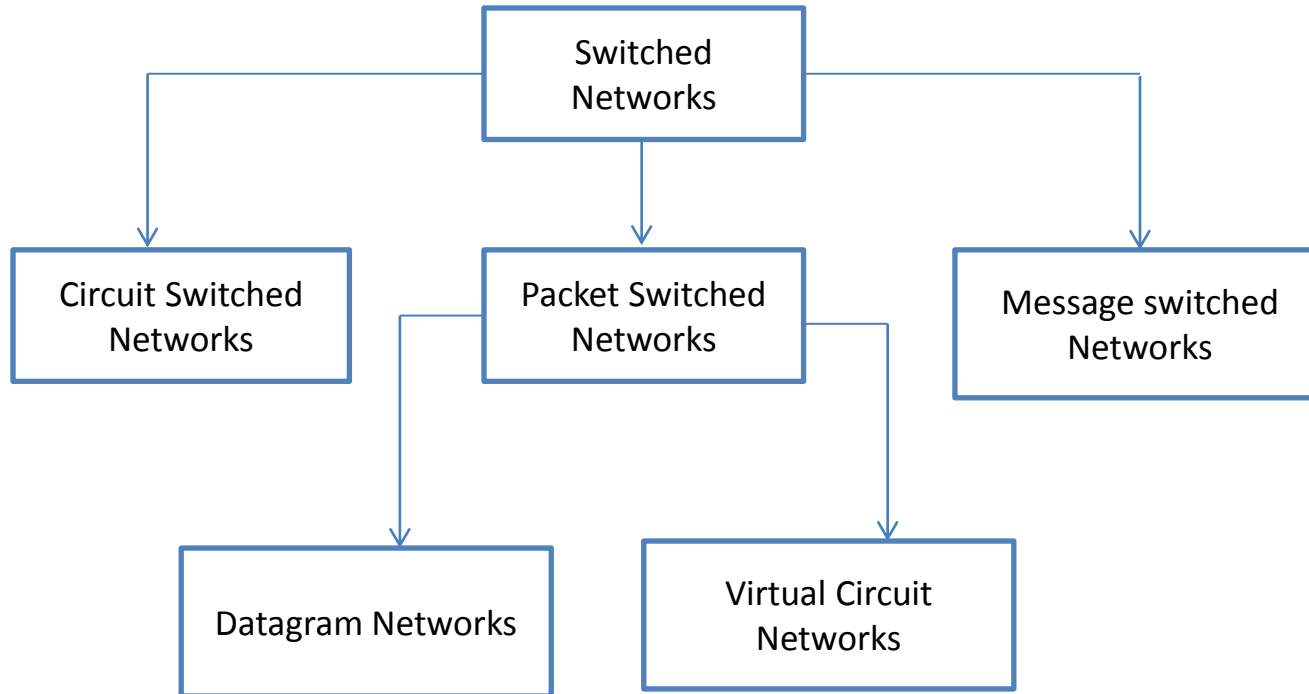 Switched
Networks
Circuit Switched
Networks
Packet Switched
Networks
Message switched
Networks
Datagram Networks
Virtual Circuit
Networks